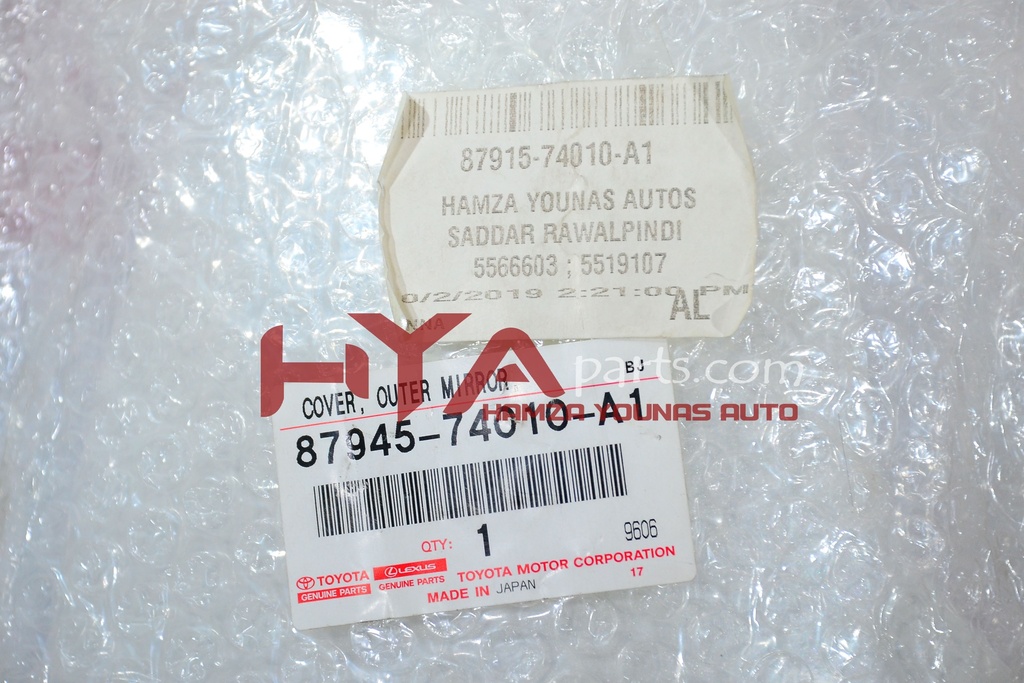 87915-74010-A1
HAMZA YOUNAS AUTOS
SADDAR RAWALPINDI
5566603 ; 5519107
0/2/2019 2:21:00 PM
AL
NNA
HYA parts.com
HAMZA YOUNAS AUTO
COVER, OUTER MIRROR
BJ
87945-74010-A1
QTY: 1
9606
TOYOTA
GENUINE PARTS
LEXUS
GENUINE PARTS
TOYOTA MOTOR CORPORATION
MADE IN JAPAN
17